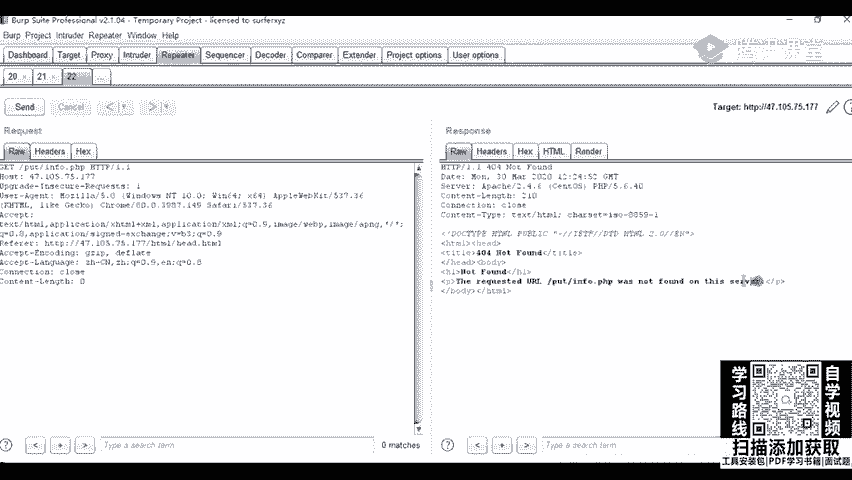 Burp Suite Professional v2.1.04 - Temporary Project - licensed to surferxyz
Burp Project Intruder Repeater Window Help
Dashboard Target Proxy Intruder Repeater Sequencer Decoder Comparer Extender Project options User options
20 × 21 × 22 × ...
Send Cancel < > Target: http://47.105.75.177
Request
Raw Headers Hex
GET /put/info.php HTTP/1.1
Host: 47.105.75.177
Upgrade-Insecure-Requests: 1
User-Agent: Mozilla/5.0 (Windows NT 10.0; Win64; x64) AppleWebKit/537.36
(KHTML, like Gecko) Chrome/80.0.3987.149 Safari/537.36
Accept:
text/html,application/xhtml+xml,application/xml;q=0.9,image/webp,image/apng,*/*;
q=0.8,application/signed-exchange;v=b3;q=0.9
Referer: http://47.105.75.177/html/head.html
Accept-Encoding: gzip, deflate
Accept-Language: zh-CN,zh;q=0.9,en;q=0.8
Connection: close
Content-Length: 0
Response
Raw Headers Hex HTML Render
HTTP/1.1 404 Not Found
Date: Mon, 30 Mar 2020 GMT
Server: Apache/2.4.6 (CentOS) PHP/5.6.40
Content-Length: 210
Connection: close
Content-Type: text/html; charset=iso-8859-1
<!DOCTYPE HTML PUBLIC "-//IETF//DTD HTML 2.0//EN">
<html><head>
<title>404 Not Found</title>
</head><body>
<h1>Not Found</h1>
<p>The requested URL /put/info.php was not found on this server.</p>
</body></html>
? < + > Type a search term 0 matches
? < + > Type a search term
学习路线
自学视频
扫描添加获取
工具安装包|PDF学习书籍|面试题